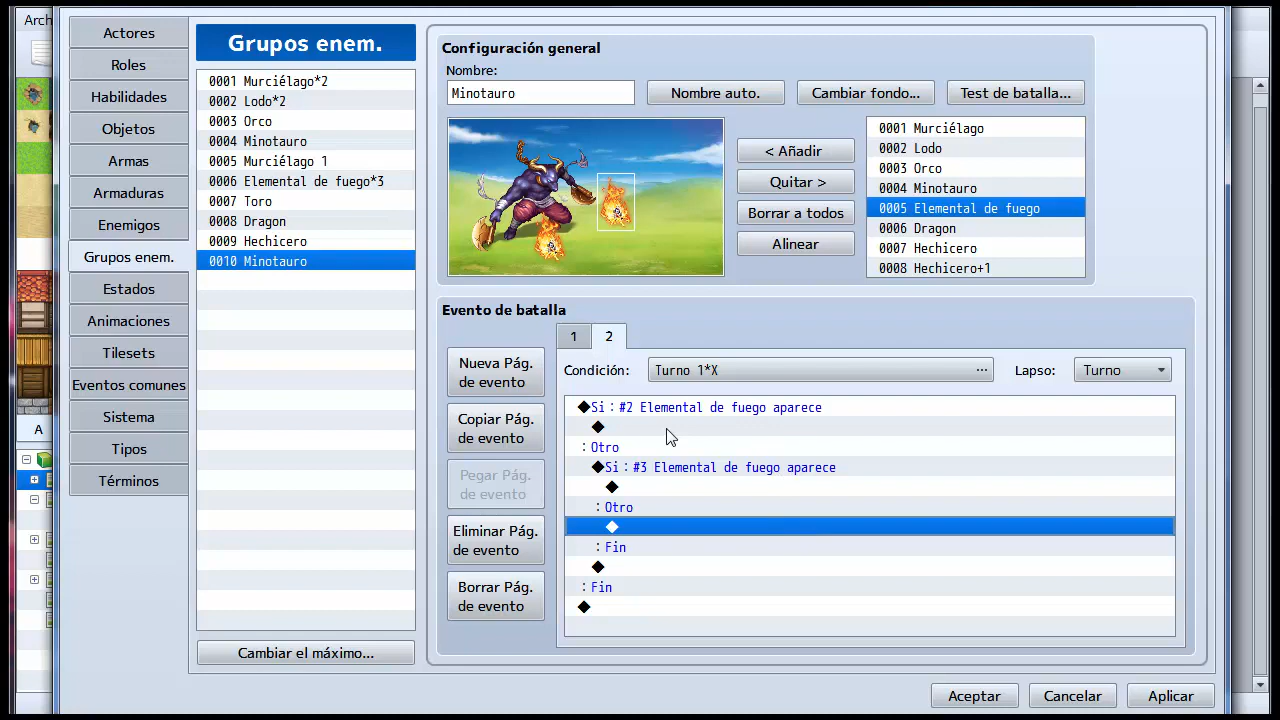 Arch
Actores
Roles
Habilidades
Objetos
Armas
Armaduras
Enemigos
Grupos enem.
Estados
Animaciones
Tilesets
Eventos comunes
Sistema
Tipos
Términos
A
Grupos enem.
0001 Murciélago*2
0002 Lodo*2
0003 Orco
0004 Minotauro
0005 Murciélago 1
0006 Elemental de fuego*3
0007 Toro
0008 Dragon
0009 Hechicero
0010 Minotauro
Cambiar el máximo...
Configuración general
Nombre:
Minotauro
Nombre auto.
Cambiar fondo...
Test de batalla...
< Añadir
Quitar >
Borrar a todos
Alinear
0001 Murciélago
0002 Lodo
0003 Orco
0004 Minotauro
0005 Elemental de fuego
0006 Dragon
0007 Hechicero
0008 Hechicero+1
Evento de batalla
1
2
Nueva Pág.
de evento
Copiar Pág.
de evento
Pegar Pág.
de evento
Eliminar Pág.
de evento
Borrar Pág.
de evento
Condición:
Turno 1*X
...
Lapso:
Turno
◆Si : #2 Elemental de fuego aparece
◆
: Otro
◆Si : #3 Elemental de fuego aparece
◆
: Otro
◆
: Fin
◆
: Fin
◆
Aceptar
Cancelar
Aplicar